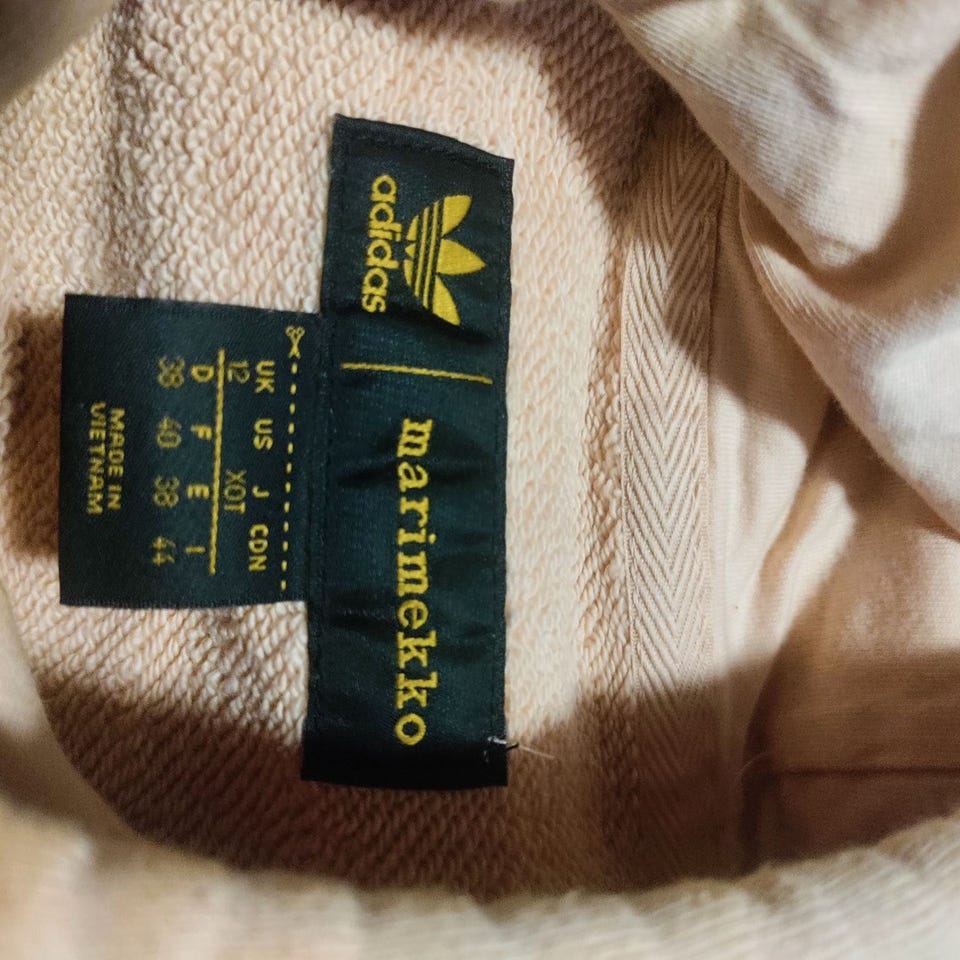 adidas
marimekko
UK US J CDN
12 XOT
D F E I
38 40 38 44
MADE IN
VIETNAM